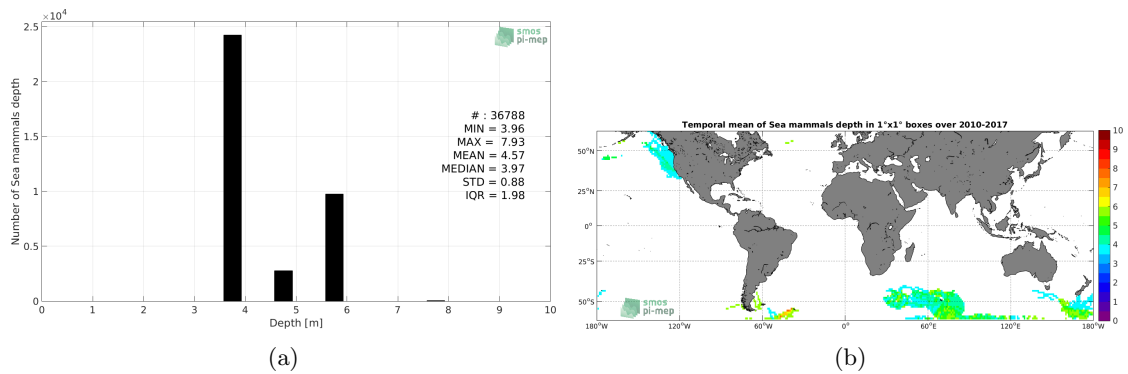 ×10⁴
2.5
2
1.5
1
0.5
0
Number of Sea mammals depth
0 1 2 3 4 5 6 7 8 9 10
Depth [m]
smos
pi-mep
# : 36788
MIN = 3.96
MAX = 7.93
MEAN = 4.57
MEDIAN = 3.97
STD = 0.88
IQR = 1.98
(a)
Temporal mean of Sea mammals depth in 1°x1° boxes over 2010-2017
50°N
25°N
0°
25°S
50°S
180°W 120°W 60°W 0° 60°E 120°E 180°W
smos
pi-mep
10
9
8
7
6
5
4
3
2
1
0
(b)